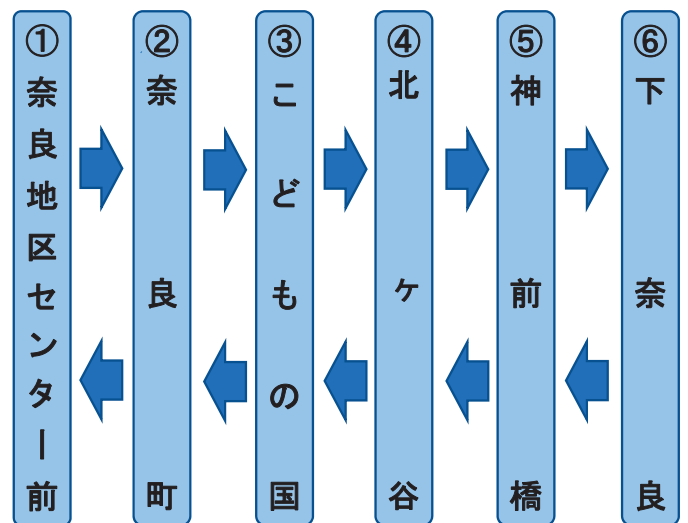 ①奈良地区センター前
②奈良町
③こどもの国
④北ケ谷
⑤神前橋
⑥下奈良